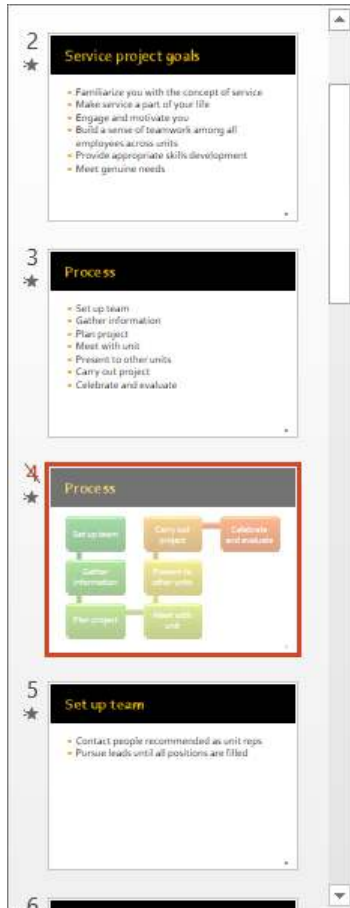 2
Service project goals
Familiarize you with the concept of service
Make service a part of your life
Engage and motivate you
Build a sense of teamwork among all
employees across units
Provide appropriate skills development
Meet genuine needs
3
Process
Set up team
Gather information
Plan project
Meet with unit
Present to other units
Carry out project
Celebrate and evaluate
4
Process
Set up team
Gather
information
Plan project
Meet with
unit
Present to
other units
Carry out
project
Celebrate
and evaluate
5
Set up team
Contact people recommended as unit reps
Pursue leads until all positions are filled
6